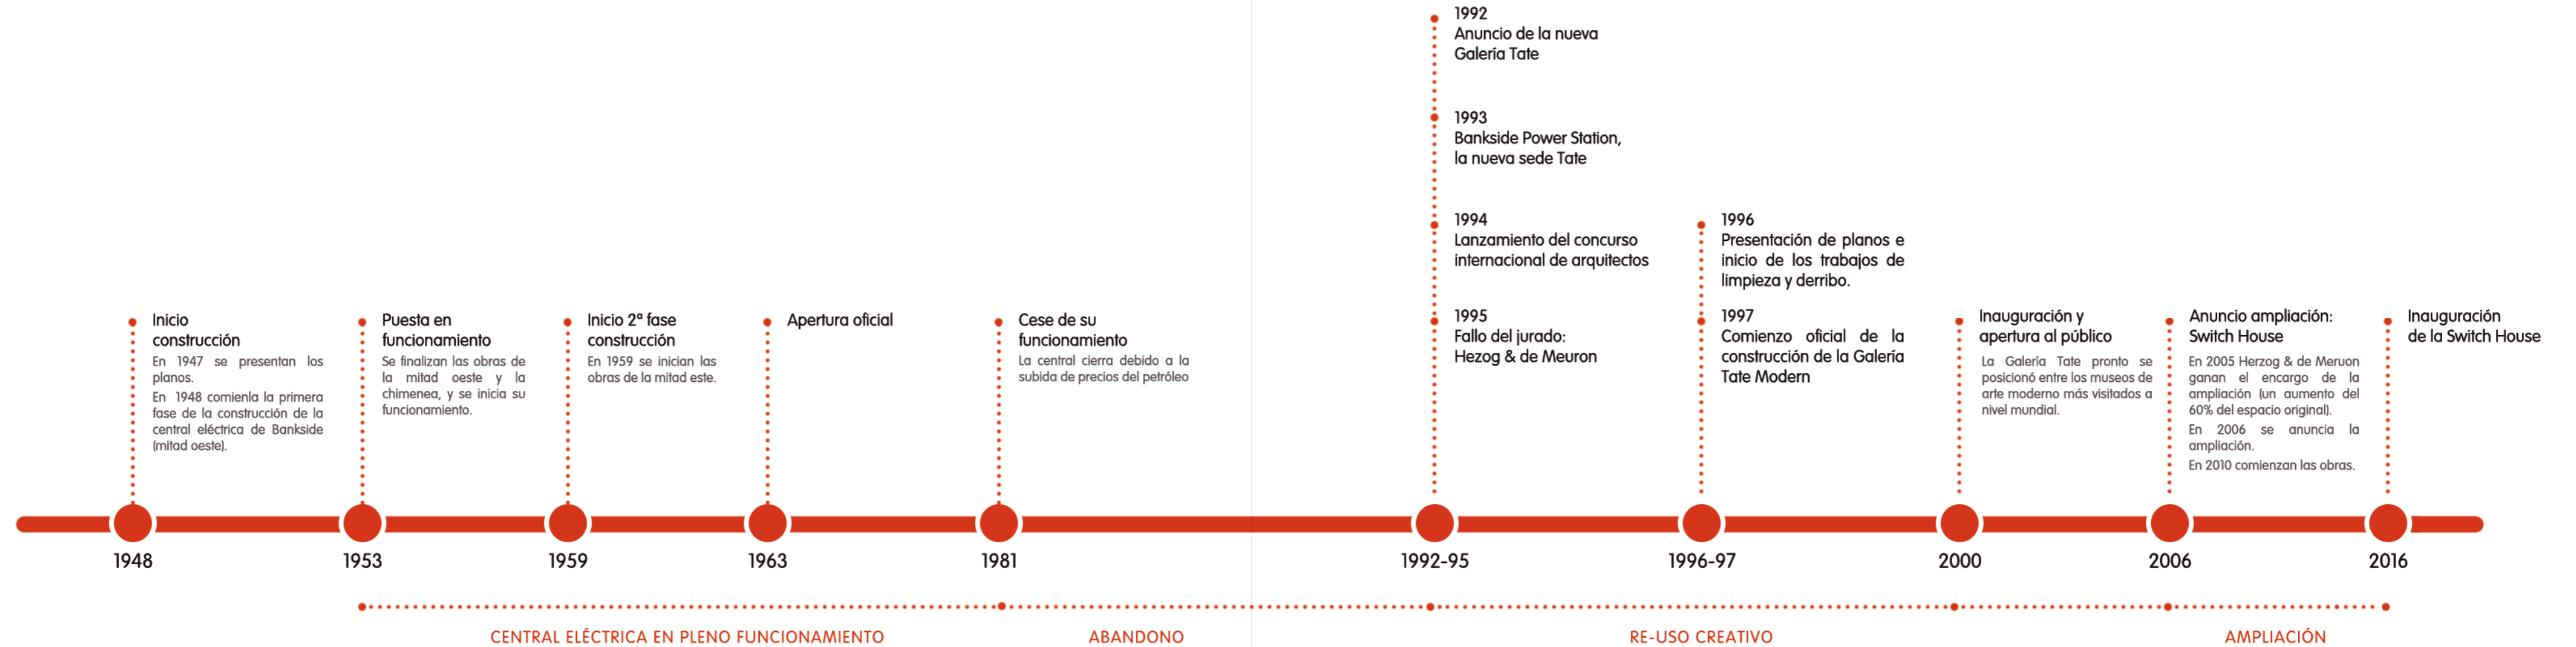 Inicio
construcción
En 1947 se presentan los
planos.
En 1948 comienla la primera
fase de la construcción de la
central eléctrica de Bankside
(mitad oeste).
Puesta en
funcionamiento
Se finalizan las obras de
la mitad oeste y la
chimenea, y se inicia su
funcionamiento.
Inicio 2ª fase
construcción
En 1959 se inician las
obras de la mitad este.
Apertura oficial
Cese de su
funcionamiento
La central cierra debido a la
subida de precios del petróleo
1992
Anuncio de la nueva
Galería Tate
1993
Bankside Power Station,
la nueva sede Tate
1994
Lanzamiento del concurso
internacional de arquitectos
1995
Fallo del jurado:
Hezog & de Meuron
1996
Presentación de planos e
inicio de los trabajos de
limpieza y derribo.
1997
Comienzo oficial de la
construcción de la Galería
Tate Modern
Inauguración y
apertura al público
La Galería Tate pronto se
posicionó entre los museos de
arte moderno más visitados a
nivel mundial.
Anuncio ampliación:
Switch House
En 2005 Herzog & de Meruon
ganan el encargo de la
ampliación (un aumento del
60% del espacio original).
En 2006 se anuncia la
ampliación.
En 2010 comienzan las obras.
Inauguración
de la Switch House
1948
1953
1959
1963
1981
1992-95
1996-97
2000
2006
2016
CENTRAL ELÉCTRICA EN PLENO FUNCIONAMIENTO
ABANDONO
RE-USO CREATIVO
AMPLIACIÓN